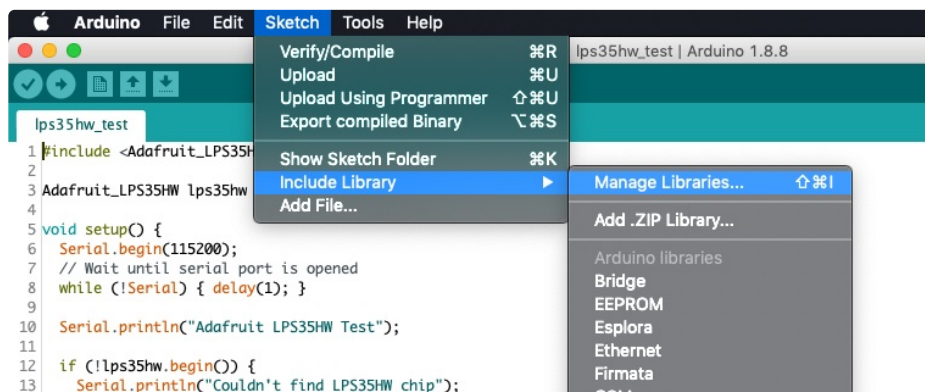 Arduino File Edit Sketch Tools Help
lps35hw_test | Arduino 1.8.8
Verify/Compile ⌘R
Upload ⌘U
Upload Using Programmer ⇧⌘U
Export compiled Binary ⌥⌘S
Show Sketch Folder ⌘K
Include Library ▶
Add File...
Manage Libraries... ⇧⌘I
Add .ZIP Library...
Arduino libraries
Bridge
EEPROM
Esplora
Ethernet
Firmata
lps35hw_test
1 #include <Adafruit_LPS35H
2
3 Adafruit_LPS35HW lps35hw
4
5 void setup() {
6 Serial.begin(115200);
7 // Wait until serial port is opened
8 while (!Serial) { delay(1); }
9
10 Serial.println("Adafruit LPS35HW Test");
11
12 if (!lps35hw.begin()) {
13 Serial.println("Couldn't find LPS35HW chip");